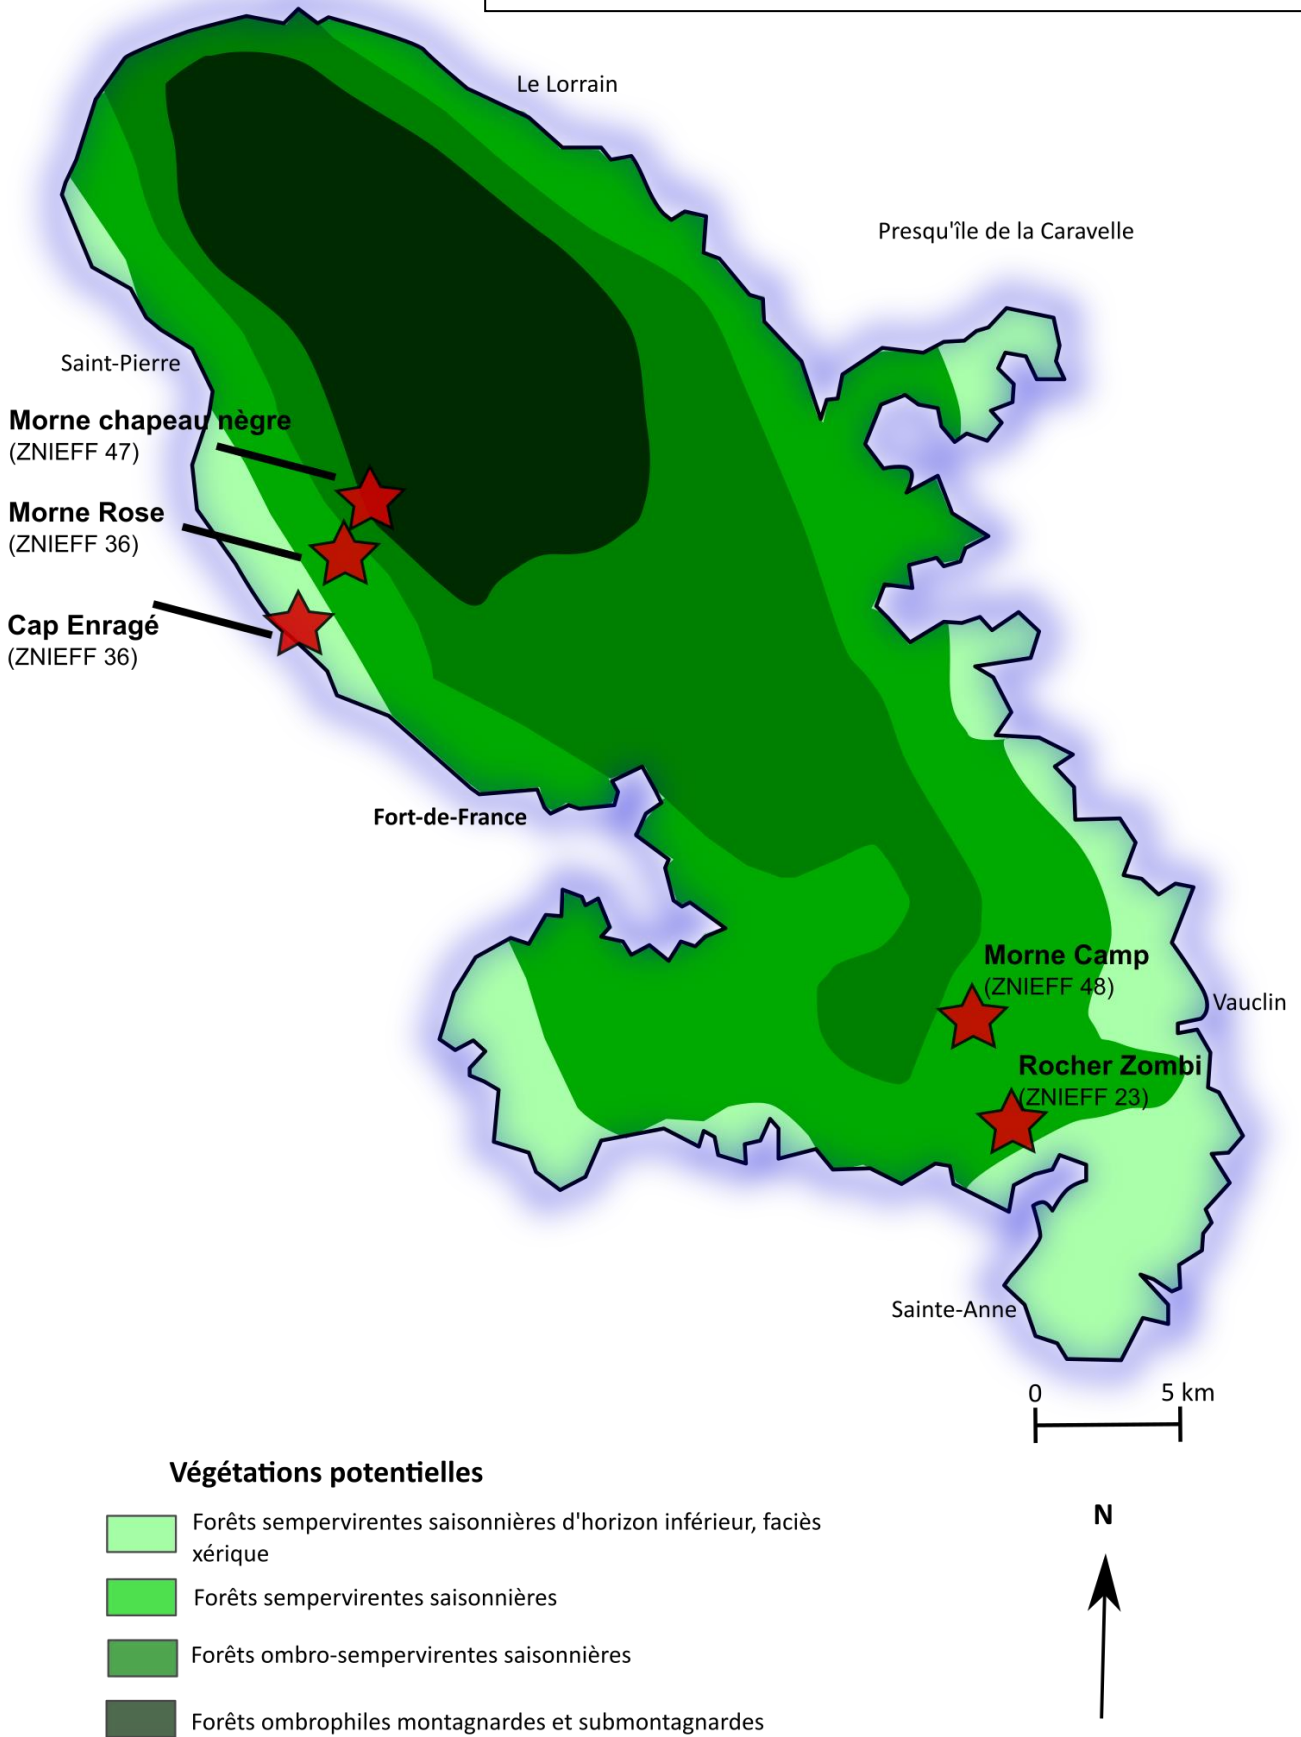 Le Lorrain
Presqu'île de la Caravelle
Saint-Pierre
Morne chapeau nègre
(ZNIEFF 47)
Morne Rose
(ZNIEFF 36)
Cap Enragé
(ZNIEFF 36)
Fort-de-France
Morne Camp
(ZNIEFF 48)
Vauclin
Rocher Zombi
(ZNIEFF 23)
Sainte-Anne
0 5 km
Végétations potentielles
Forêts sempervirentes saisonnières d'horizon inférieur, faciès
xérique
Forêts sempervirentes saisonnières
Forêts ombro-sempervirentes saisonnières
Forêts ombrophiles montagnardes et submontagnardes
N